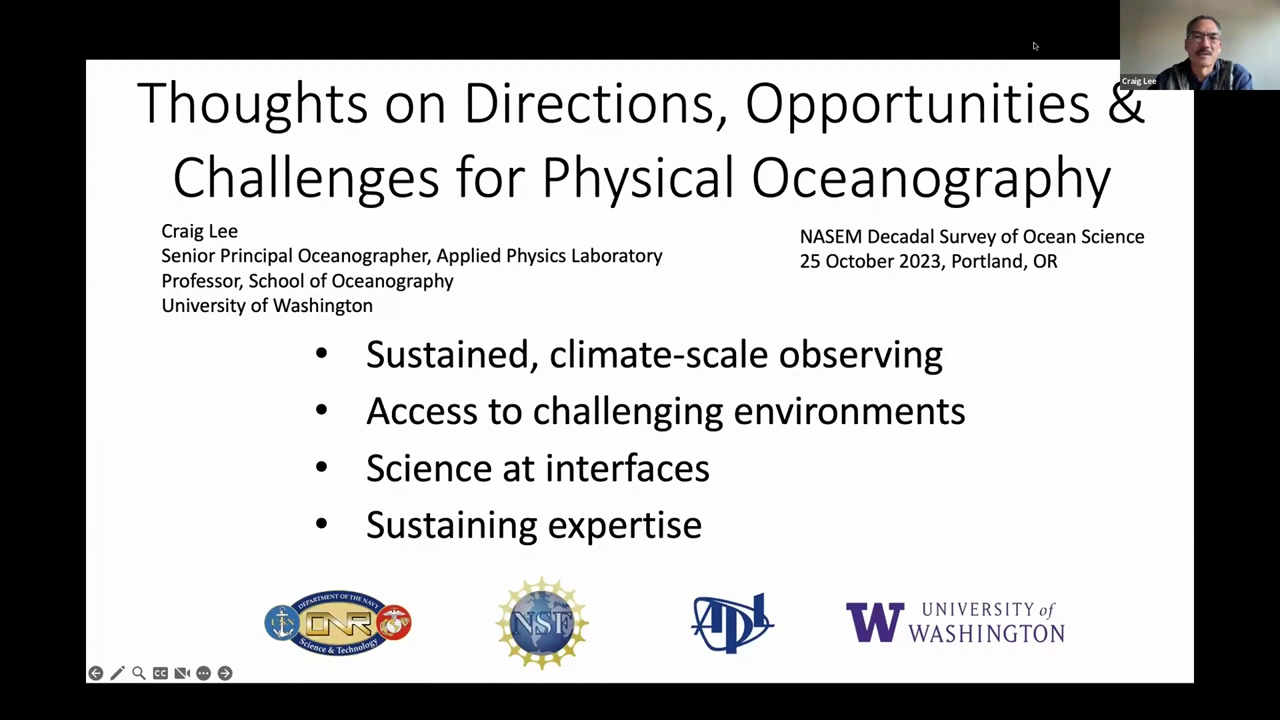 Craig Lee
Thoughts on Directions, Opportunities &
Challenges for Physical Oceanography
Craig Lee
Senior Principal Oceanographer, Applied Physics Laboratory
Professor, School of Oceanography
University of Washington
NASEM Decadal Survey of Ocean Science
25 October 2023, Portland, OR
• Sustained, climate-scale observing
• Access to challenging environments
• Science at interfaces
• Sustaining expertise
DEPARTMENT OF THE NAVY
ONR
Science & Technology
NSF
APL
W
UNIVERSITY of
WASHINGTON
CC